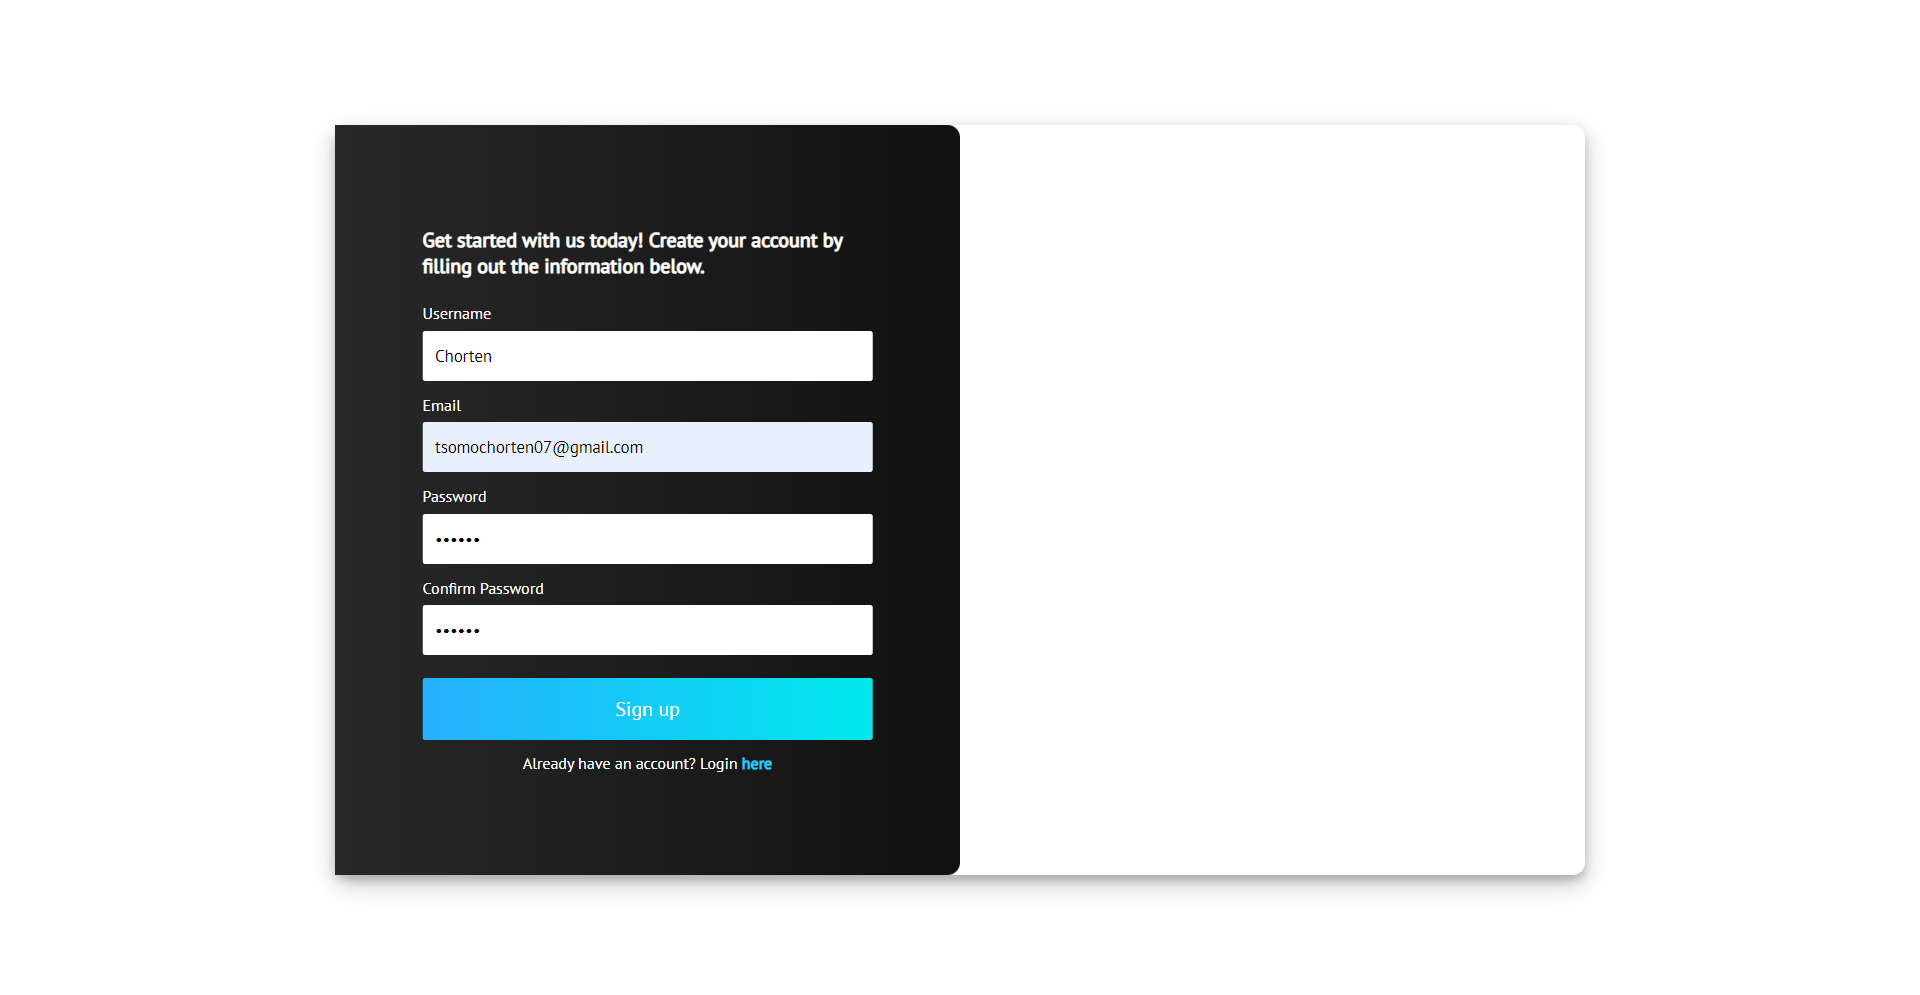 Get started with us today! Create your account by
filling out the information below.
Username
Chorten
Email
tsomochorten07@gmail.com
Password
••••••
Confirm Password
••••••
Sign up
Already have an account? Login here